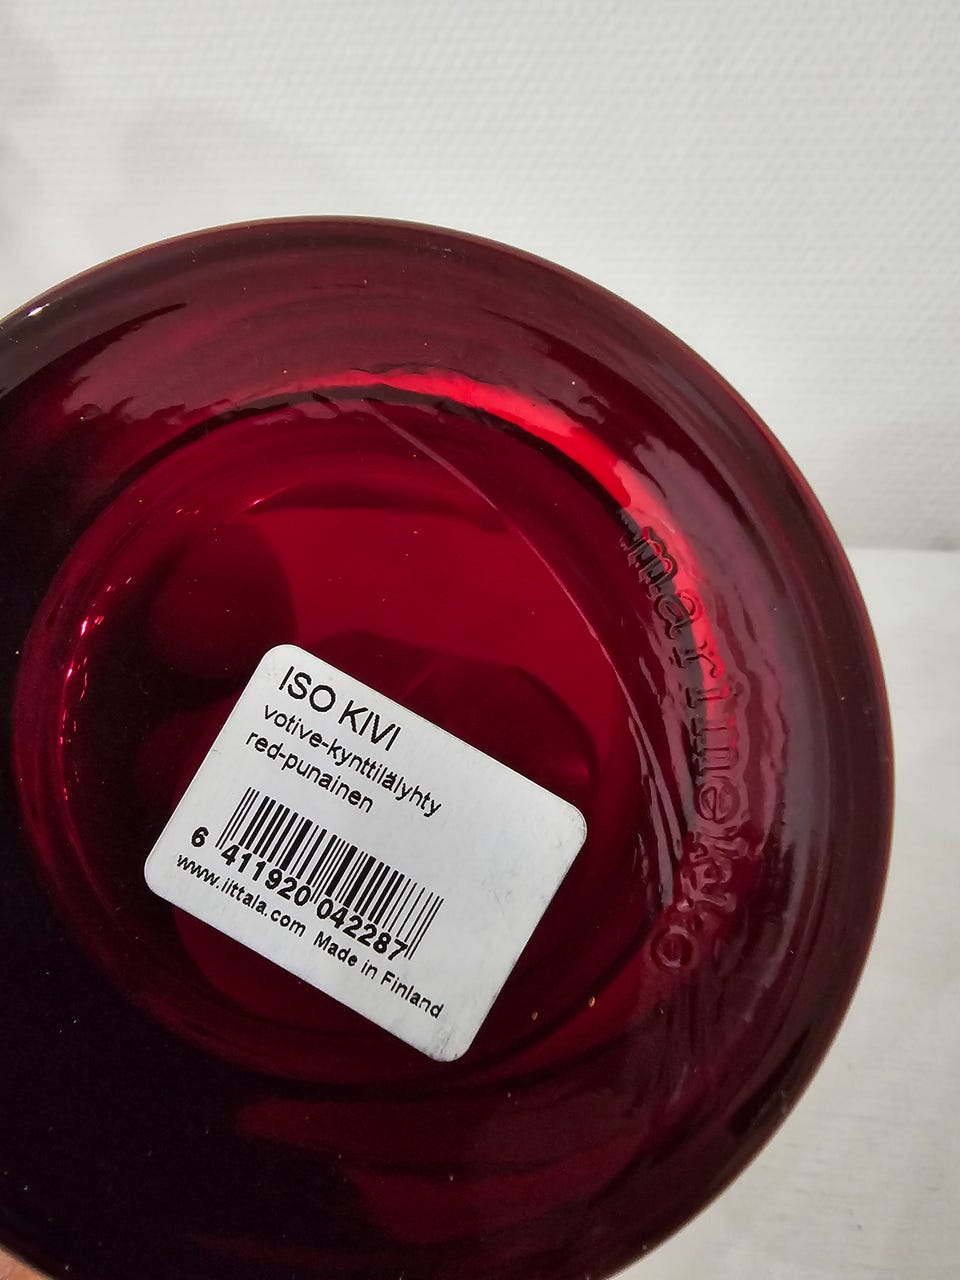 ISO KIVI
votive-kynttilälyhty
red-punainen
6 411920 042287
www.iittala.com Made in Finland
marimekko